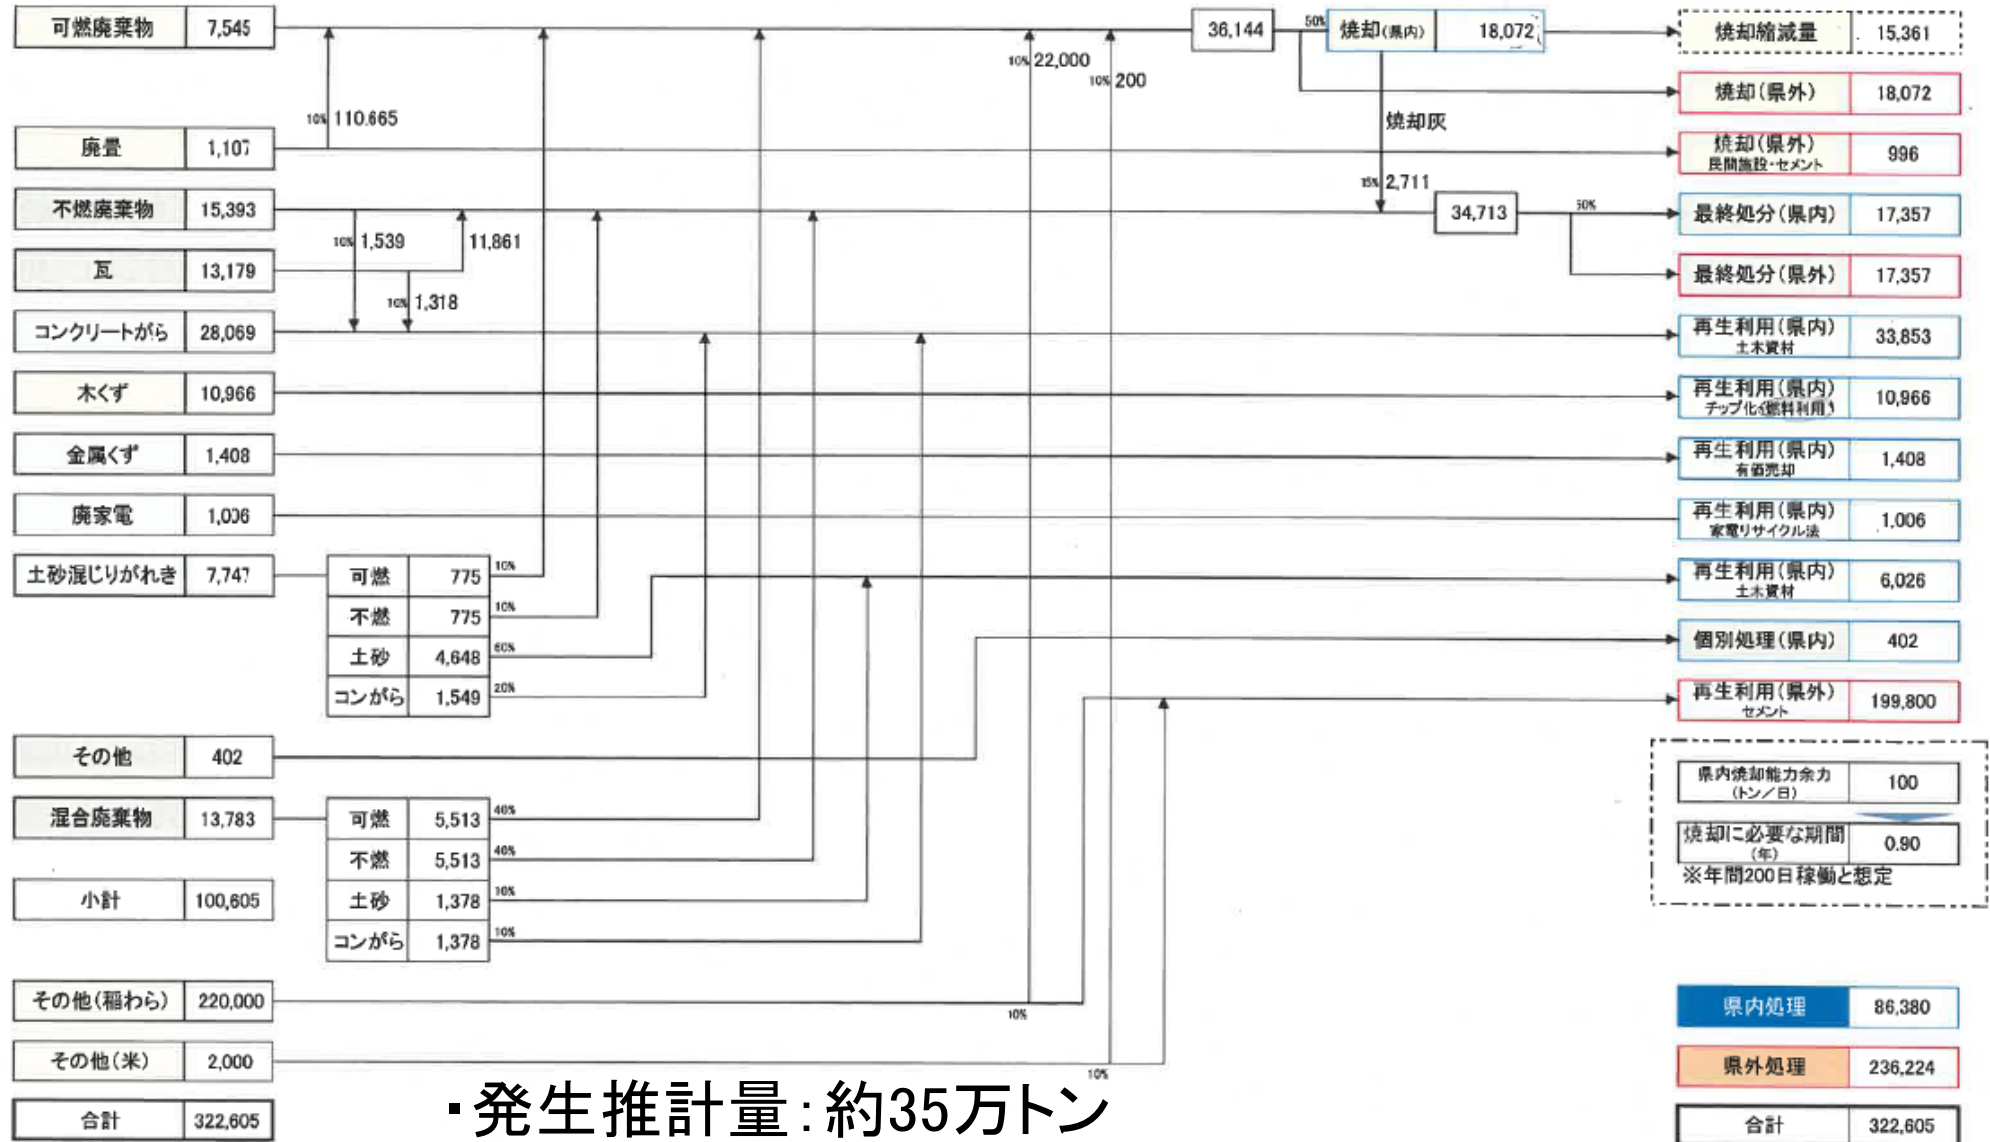 可燃廃棄物 7,545
36,144
50% 焼却(県内) 18,072
焼却縮減量 15,361
10% 22,000
10% 200
焼却(県外) 18,072
10% 110.665
焼却灰
廃畳 1,107
焼却(県外) 996
民間施設・セメント
15% 2,711
不燃廃棄物 15,393
34,713
50%
最終処分(県内) 17,357
10% 1,539
11,861
瓦 13,179
最終処分(県外) 17,357
10% 1,318
コンクリートがら 28,069
再生利用(県内) 33,853
土木資材
木くず 10,966
再生利用(県内) 10,966
チップ化(燃料利用)
金属くず 1,408
再生利用(県内) 1,408
有価売却
廃家電 1,006
再生利用(県内) 1,006
家電リサイクル法
土砂混じりがれき 7,747
可燃 775 10%
不燃 775 10%
土砂 4,648 60%
コンがら 1,549 20%
再生利用(県内) 6,026
土木資材
個別処理(県内) 402
再生利用(県外) 199,800
セメント
その他 402
混合廃棄物 13,783
可燃 5,513 40%
不燃 5,513 40%
土砂 1,378 10%
コンがら 1,378 10%
県内焼却能力余力 100
(トン/日)
焼却に必要な期間 0.90
(年)
※年間200日稼働と想定
小計 100,605
その他(稲わら) 220,000
10%
その他(米) 2,000
10%
合計 322,605
県内処理 86,380
県外処理 236,224
合計 322,605
・発生推計量:約35万トン